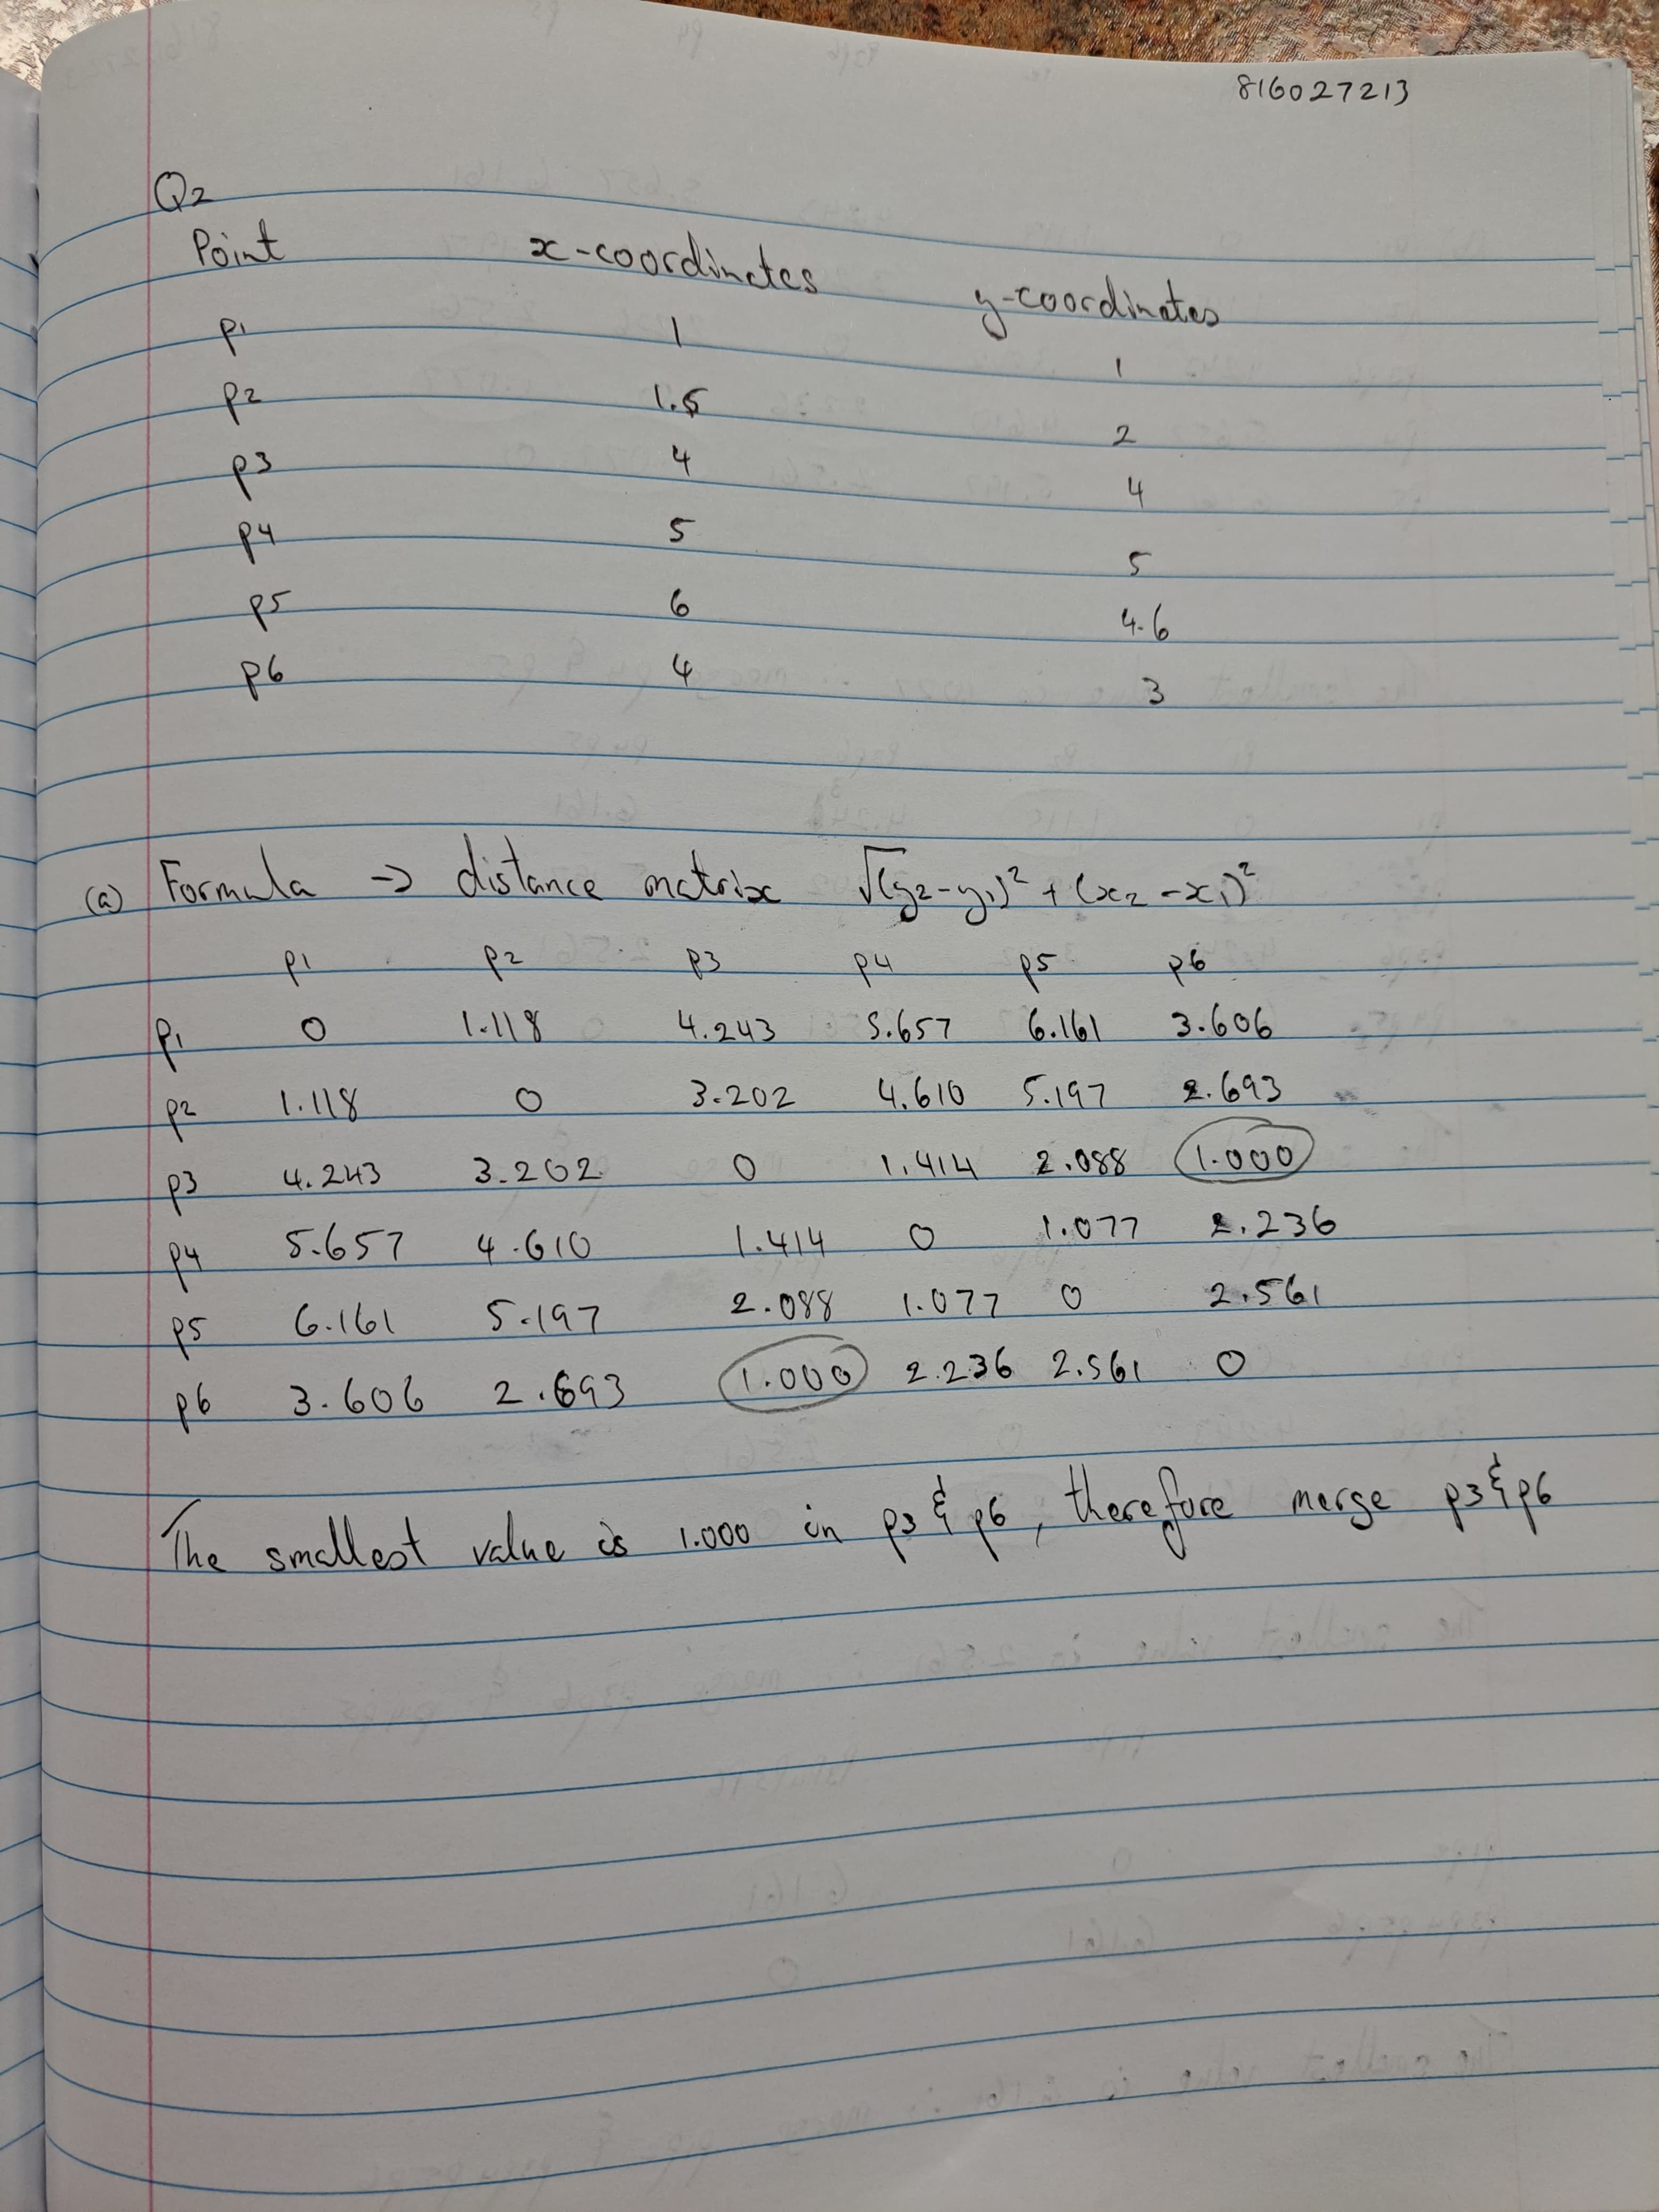 816027213
Q2
Point x-coordinates y-coordinates
p1 1 1
p2 1.5 2
p3 4 4
p4 5 5
p5 6 4.6
p6 4 3
(a) Formula -> distance matrix √(y2-y1)² + (x2-x1)²
p1 p2 p3 p4 p5 p6
p1 0 1.118 4.243 5.657 6.161 3.606
p2 1.118 0 3.202 4.610 5.197 2.693
p3 4.243 3.202 0 1.414 2.088 1.000
p4 5.657 4.610 1.414 0 1.077 2.236
p5 6.161 5.197 2.088 1.077 0 2.561
p6 3.606 2.693 1.000 2.236 2.561 0
The smallest value is 1.000 in p3 & p6, therefore merge p3 & p6